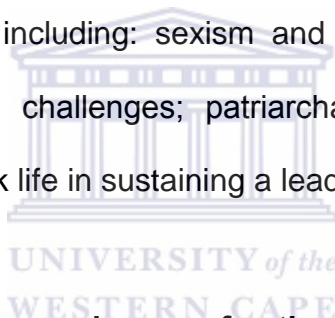 including: sexism and
challenges; patriarcha
k life in sustaining a lead
UNIVERSITY of the
WESTERN CAPE